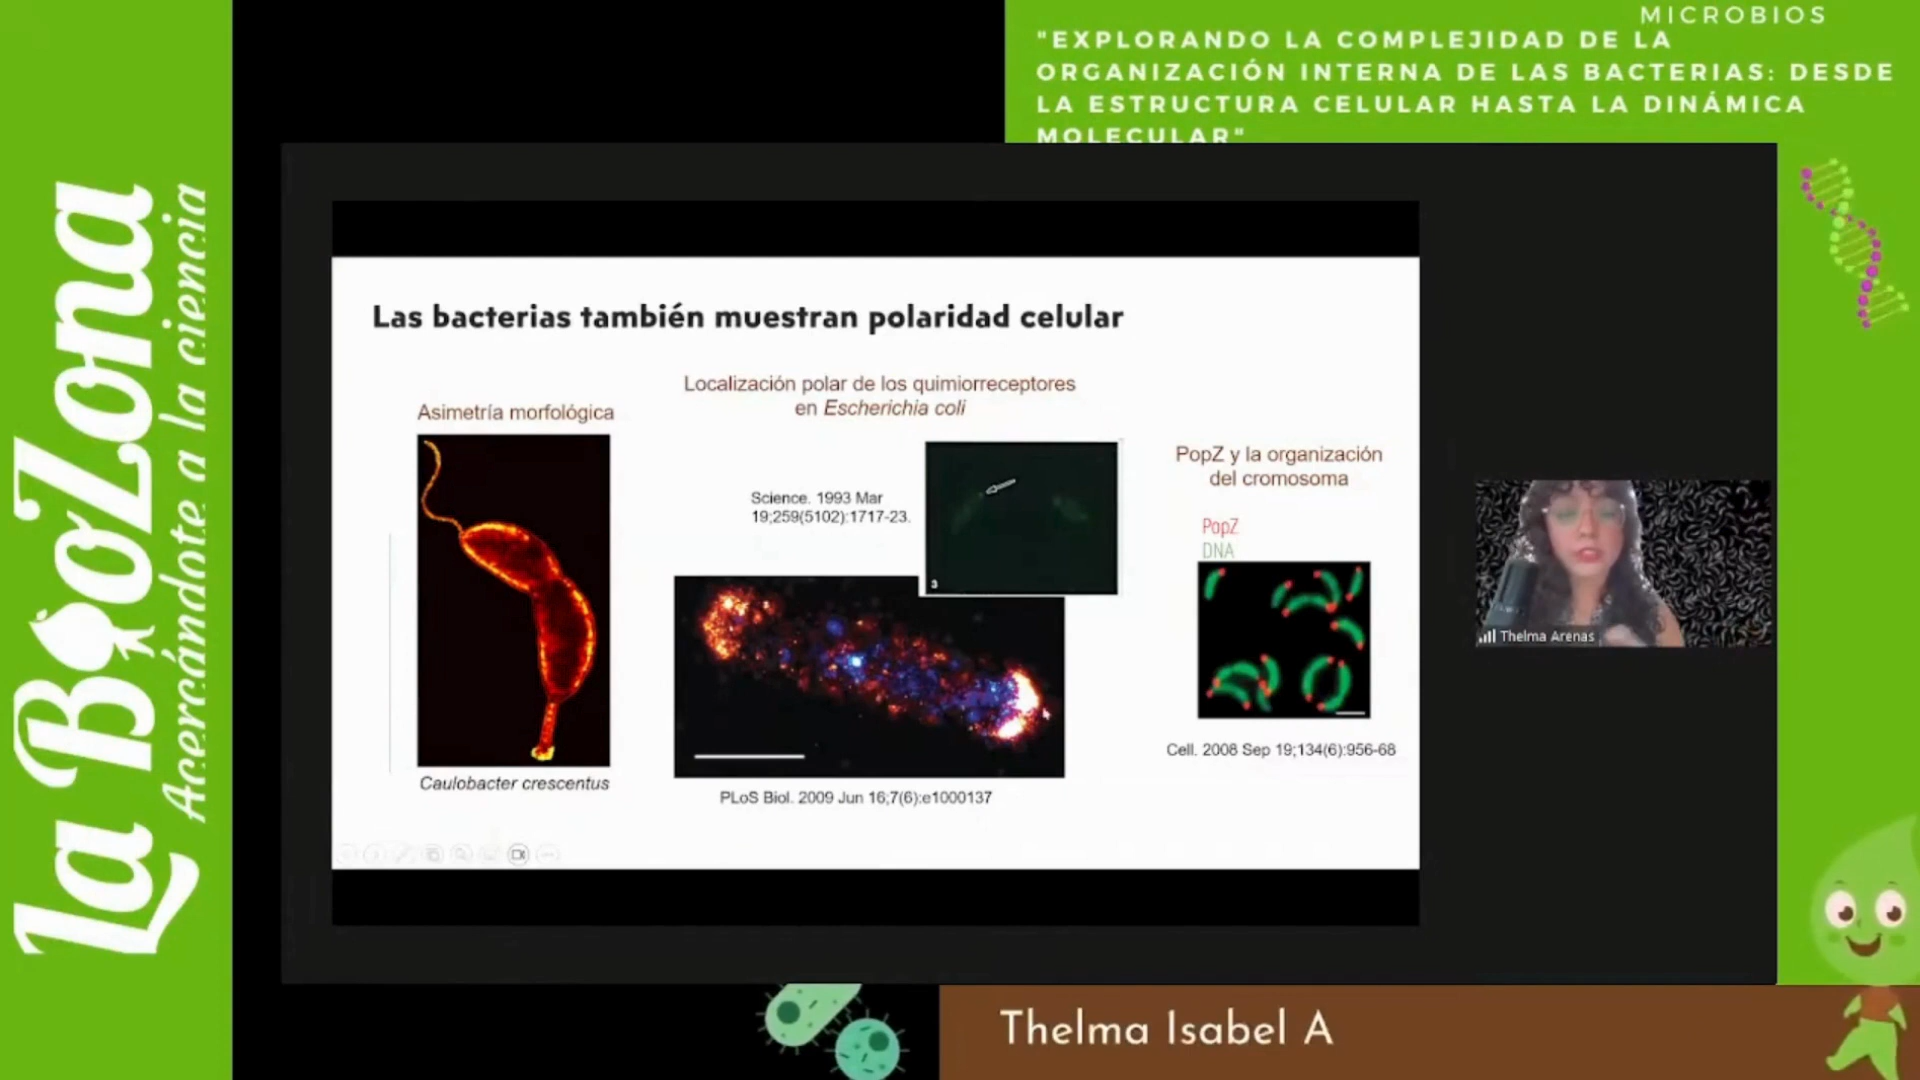 La BioZona
Acercándote a la ciencia
MICROBIOS
"EXPLORANDO LA COMPLEJIDAD DE LA
ORGANIZACIÓN INTERNA DE LAS BACTERIAS: DESDE
LA ESTRUCTURA CELULAR HASTA LA DINÁMICA
MOLECULAR"
Las bacterias también muestran polaridad celular
Asimetría morfológica
Caulobacter crescentus
Localización polar de los quimiorreceptores
en Escherichia coli
Science. 1993 Mar
19;259(5102):1717-23.
3
PLoS Biol. 2009 Jun 16;7(6):e1000137
PopZ y la organización
del cromosoma
PopZ
DNA
Cell. 2008 Sep 19;134(6):956-68
Thelma Arenas
Thelma Isabel A